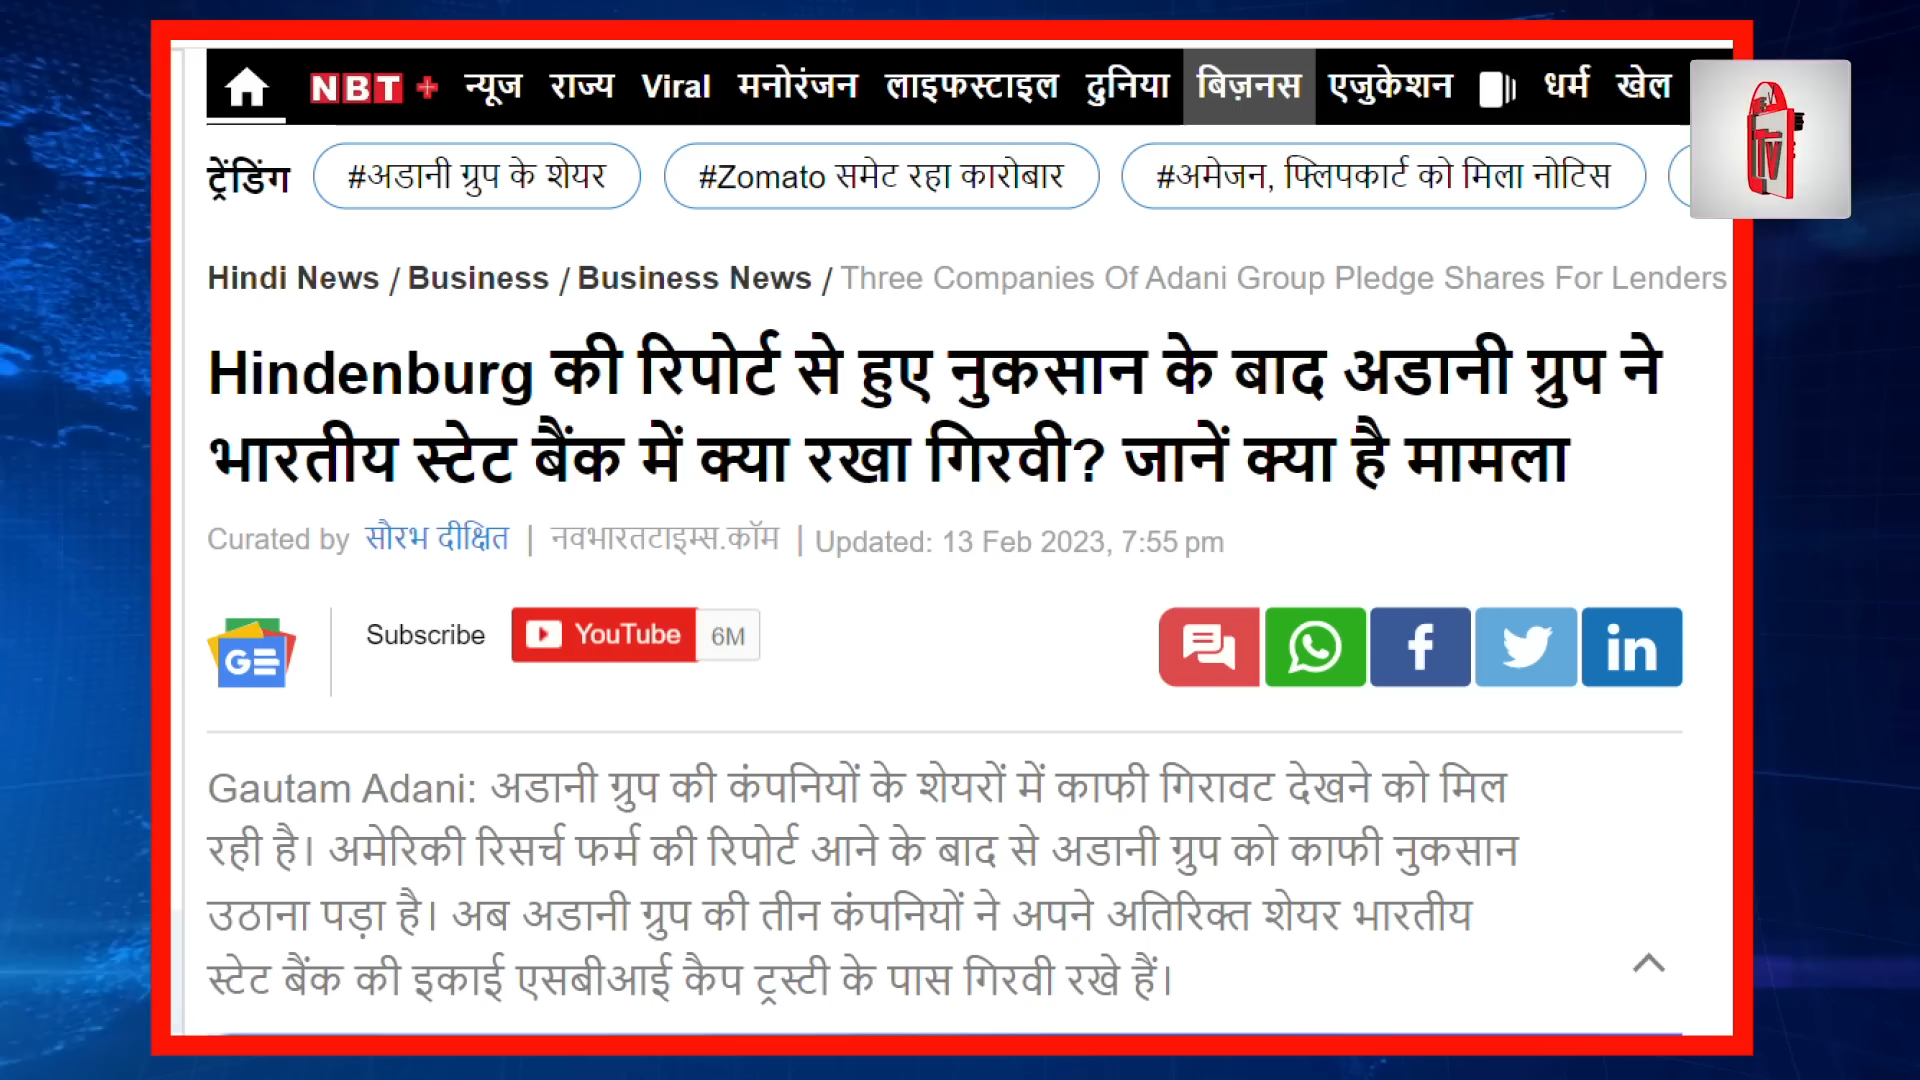 NBT + न्यूज राज्य Viral मनोरंजन लाइफस्टाइल दुनिया बिज़नस एजुकेशन धर्म खेल
ट्रेंडिंग #अडानी ग्रुप के शेयर #Zomato समेट रहा कारोबार #अमेजन, फ्लिपकार्ट को मिला नोटिस
Hindi News / Business / Business News / Three Companies Of Adani Group Pledge Shares For Lenders
Hindenburg की रिपोर्ट से हुए नुकसान के बाद अडानी ग्रुप ने
भारतीय स्टेट बैंक में क्या रखा गिरवी? जानें क्या है मामला
Curated by सौरभ दीक्षित | नवभारतटाइम्स.कॉम | Updated: 13 Feb 2023, 7:55 pm
Subscribe YouTube 6M
Gautam Adani: अडानी ग्रुप की कंपनियों के शेयरों में काफी गिरावट देखने को मिल
रही है। अमेरिकी रिसर्च फर्म की रिपोर्ट आने के बाद से अडानी ग्रुप को काफी नुकसान
उठाना पड़ा है। अब अडानी ग्रुप की तीन कंपनियों ने अपने अतिरिक्त शेयर भारतीय
स्टेट बैंक की इकाई एसबीआई कैप ट्रस्टी के पास गिरवी रखे हैं।